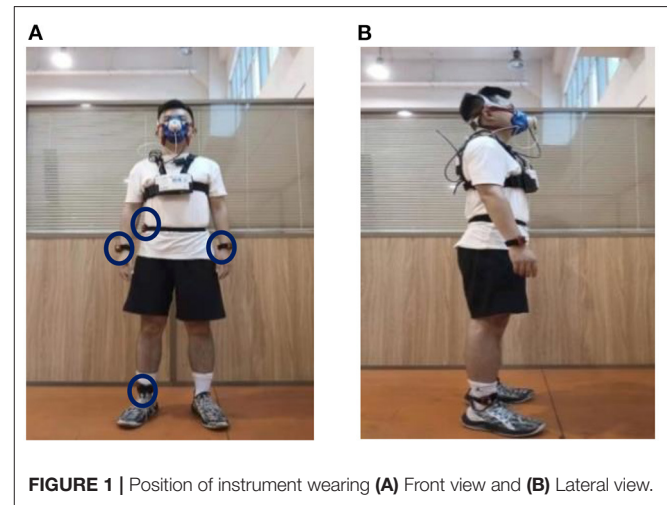 A
B
FIGURE 1 | Position of instrument wearing (A) Front view and (B) Lateral view.